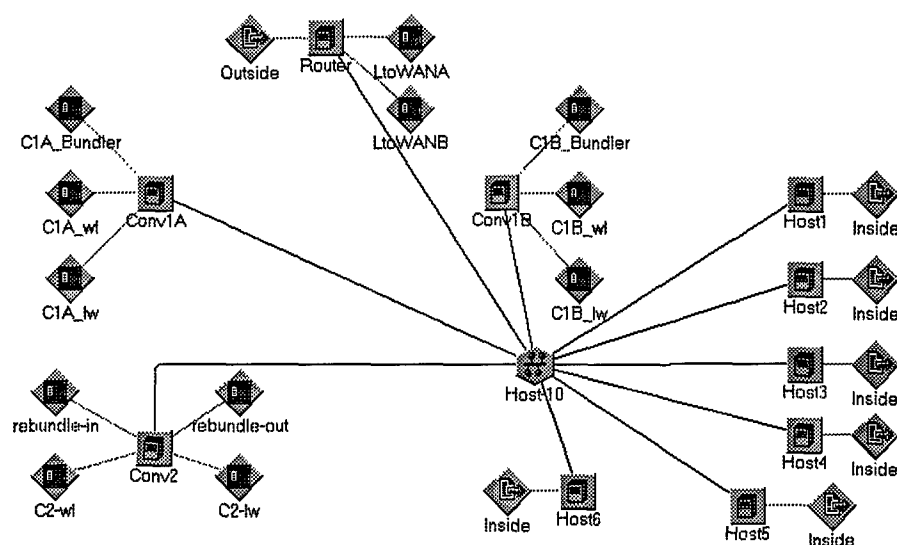 Outside
Router
LtoWANA
LtoWANB
C1A_Bundler
C1A_wl
Conv1A
C1A_lw
C1B_Bundler
Conv1B
C1B_wl
C1B_lw
Host1
Inside
Host2
Inside
Host 10
Host3
Inside
Host4
Inside
rebundle-in
rebundle-out
Conv2
C2-wl
C2-lw
Inside
Host6
Host5
Inside